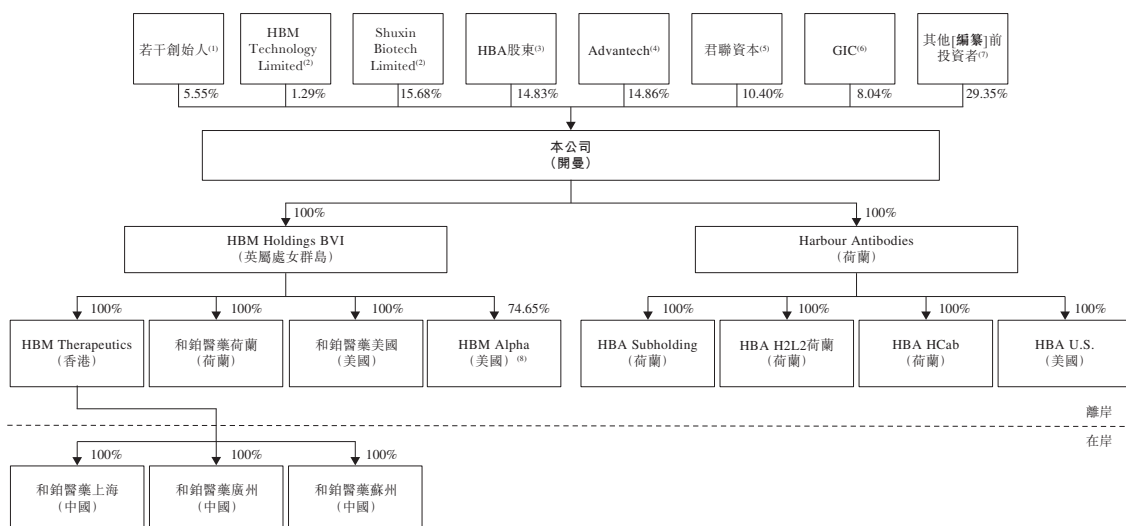 若干創始人(1)
HBM
Technology
Limited(2)
Shuxin
Biotech
Limited(2)
HBA股東(3)
Advantech(4)
君聯資本(5)
GIC(6)
其他[編纂]前
投資者(7)
5.55%
1.29%
15.68%
14.83%
14.86%
10.40%
8.04%
29.35%
本公司
(開曼)
100%
100%
HBM Holdings BVI
(英屬處女群島)
Harbour Antibodies
(荷蘭)
100%
100%
100%
74.65%
100%
100%
100%
100%
HBM Therapeutics
(香港)
和鉑醫藥荷蘭
(荷蘭)
和鉑醫藥美國
(美國)
HBM Alpha
(美國)(8)
HBA Subholding
(荷蘭)
HBA H2L2荷蘭
(荷蘭)
HBA HCab
(荷蘭)
HBA U.S.
(美國)
離岸
在岸
100%
100%
100%
和鉑醫藥上海
(中國)
和鉑醫藥廣州
(中國)
和鉑醫藥蘇州
(中國)